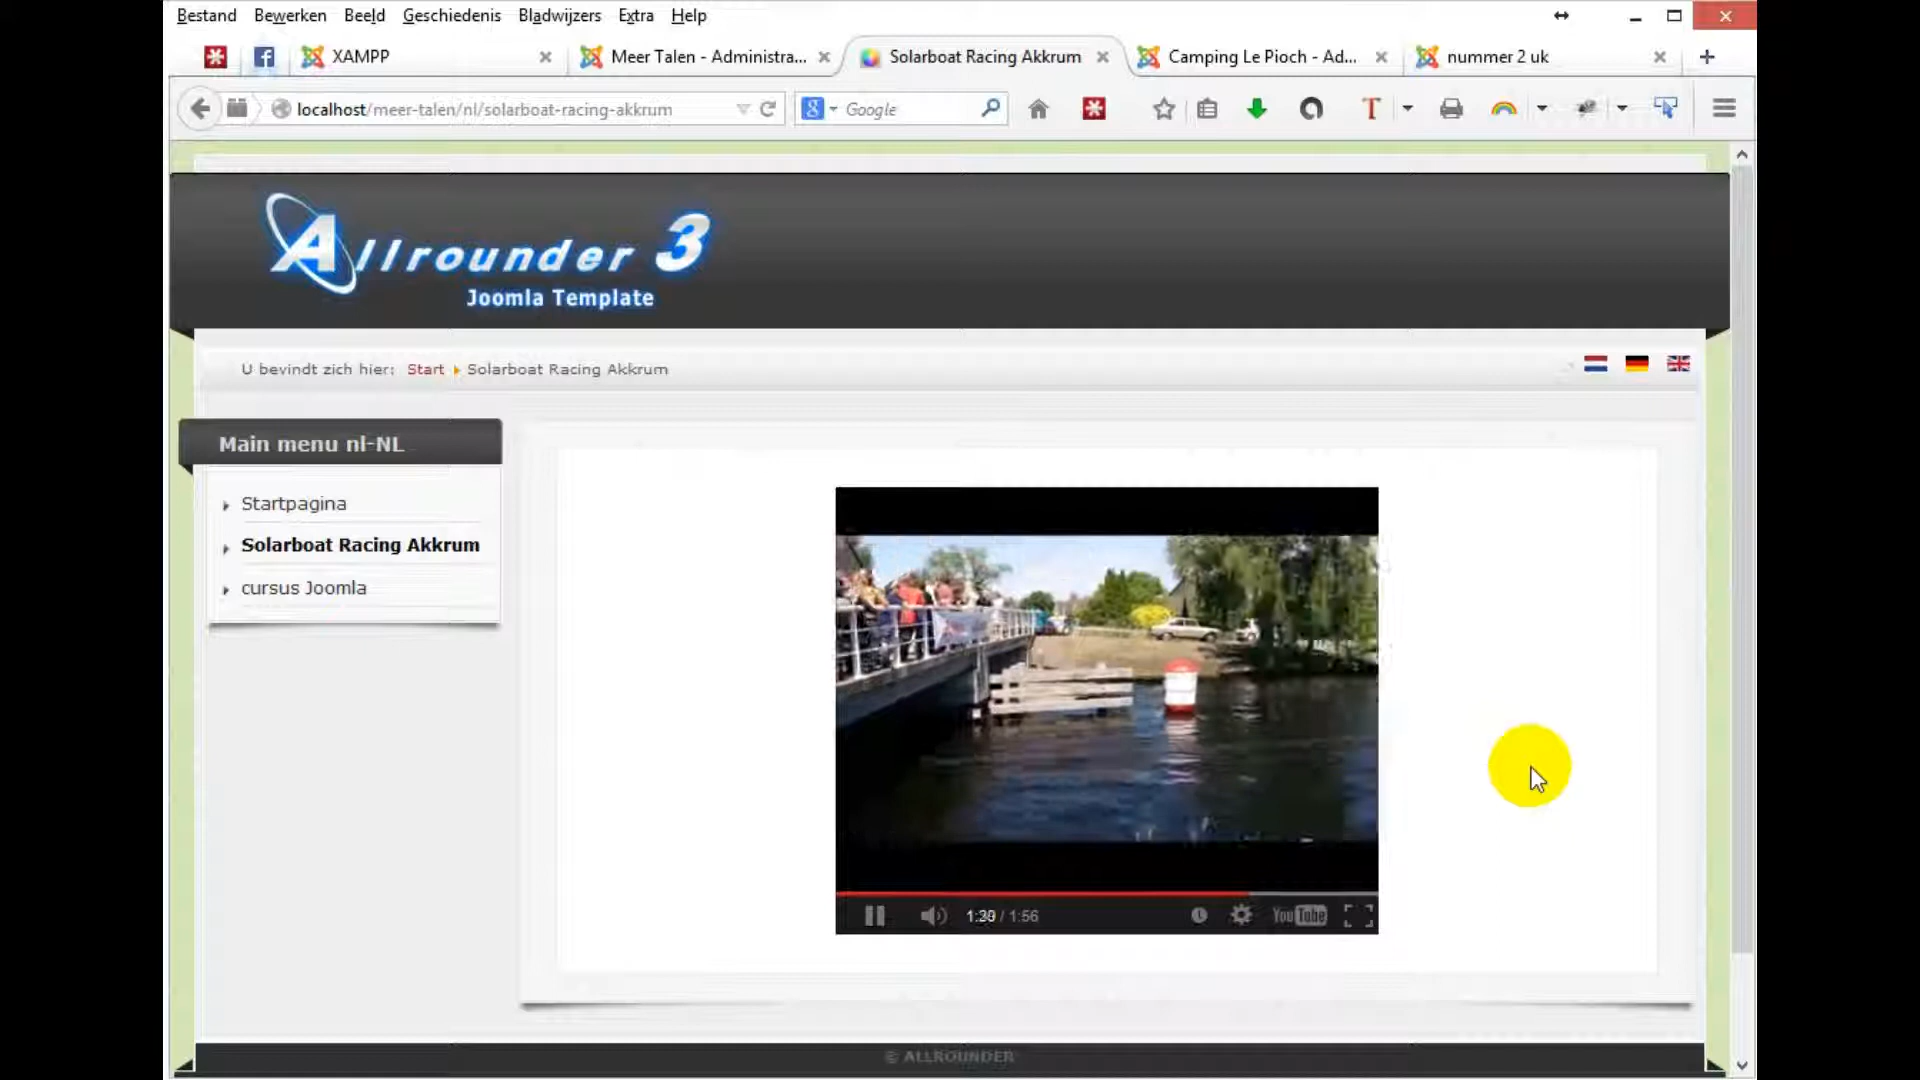 Bestand Bewerken Beeld Geschiedenis Bladwijzers Extra Help
XAMPP Meer Talen - Administra... Solarboat Racing Akkrum Camping Le Pioch - Ad... nummer 2 uk
localhost/meer-talen/nl/solarboat-racing-akkrum Google
Allrounder 3
Joomla Template
U bevindt zich hier: Start Solarboat Racing Akkrum
Main menu nl-NL
Startpagina
Solarboat Racing Akkrum
cursus Joomla
/ 1:56 YouTube
© ALLROUNDER